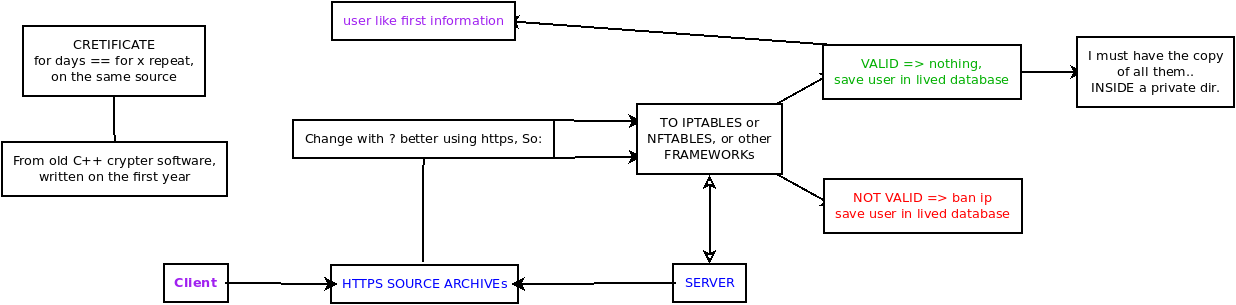 user like first information
CRETIFICATE
for days == for x repeat,
on the same source
VALID => nothing,
save user in lived database
I must have the copy
of all them..
INSIDE a private dir.
Change with ? better using https, So:
TO IPTABLES or
NFTABLES, or other
FRAMEWORKs
From old C++ crypter software,
written on the first year
NOT VALID => ban ip
save user in lived database
Client
HTTPS SOURCE ARCHIVEs
SERVER